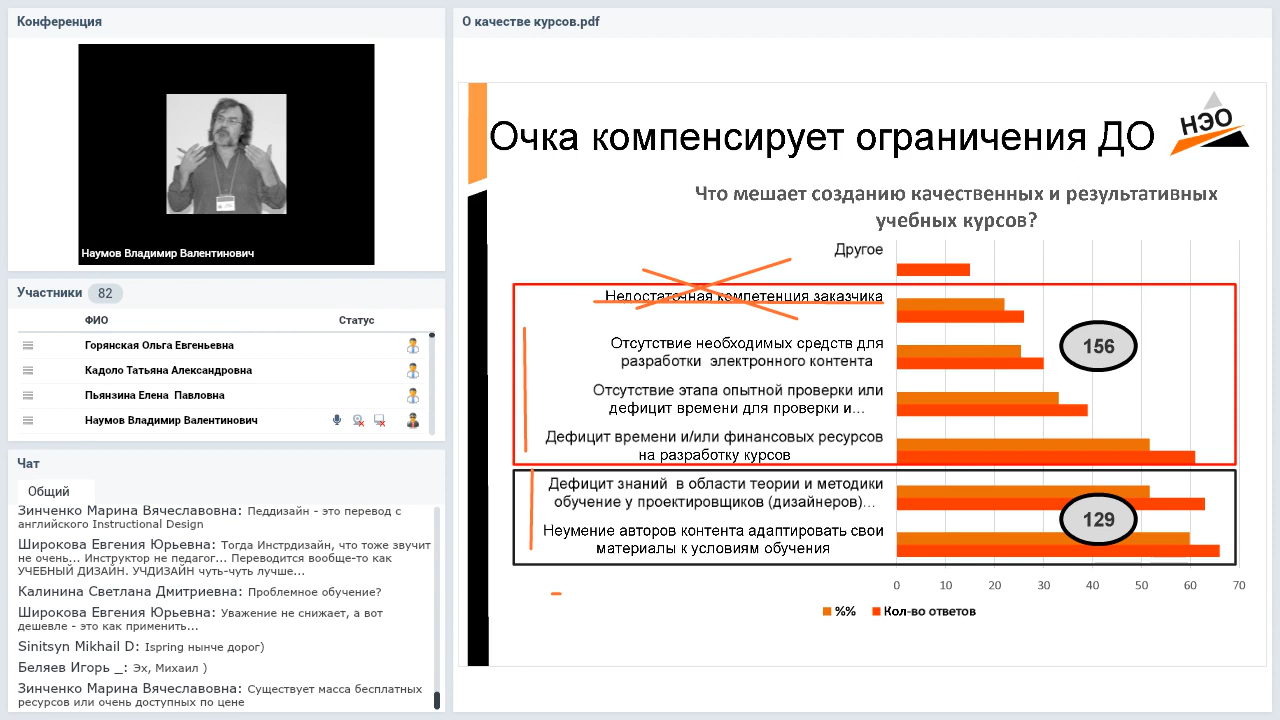 Конференция
Наумов Владимир Валентинович
Участники 82
ФИО Статус
Горянская Ольга Евгеньевна
Кадоло Татьяна Александровна
Пьянзина Елена Павловна
Наумов Владимир Валентинович
Чат
Общий
Зинченко Марина Вячеславовна: Педдизайн - это перевод с
английского Instructional Design
Широкова Евгения Юрьевна: Тогда Инстрдизайн, что тоже звучит
не очень... Инструктор не педагог... Переводится вообще-то как
УЧЕБНЫЙ ДИЗАЙН. УЧДИЗАЙН чуть-чуть лучше...
Калинина Светлана Дмитриевна: Проблемное обучение?
Широкова Евгения Юрьевна: Уважение не снижает, а вот
дешевле - это как применить...
Sinitsyn Mikhail D: Ispring нынче дорог)
Беляев Игорь _: Эх, Михаил )
Зинченко Марина Вячеславовна: Существует масса бесплатных
ресурсов или очень доступных по цене
О качестве курсов.pdf
Очка компенсирует ограничения ДО
НЭО
Что мешает созданию качественных и результативных
учебных курсов?
Другое
Недостаточная компетенция заказчика
Отсутствие необходимых средств для
разработки электронного контента
156
Отсутствие этапа опытной проверки или
дефицит времени для проверки и...
Дефицит времени и/или финансовых ресурсов
на разработку курсов
Дефицит знаний в области теории и методики
обучение у проектировщиков (дизайнеров)...
129
Неумение авторов контента адаптировать свои
материалы к условиям обучения
0 10 20 30 40 50 60 70
%% Кол-во ответов